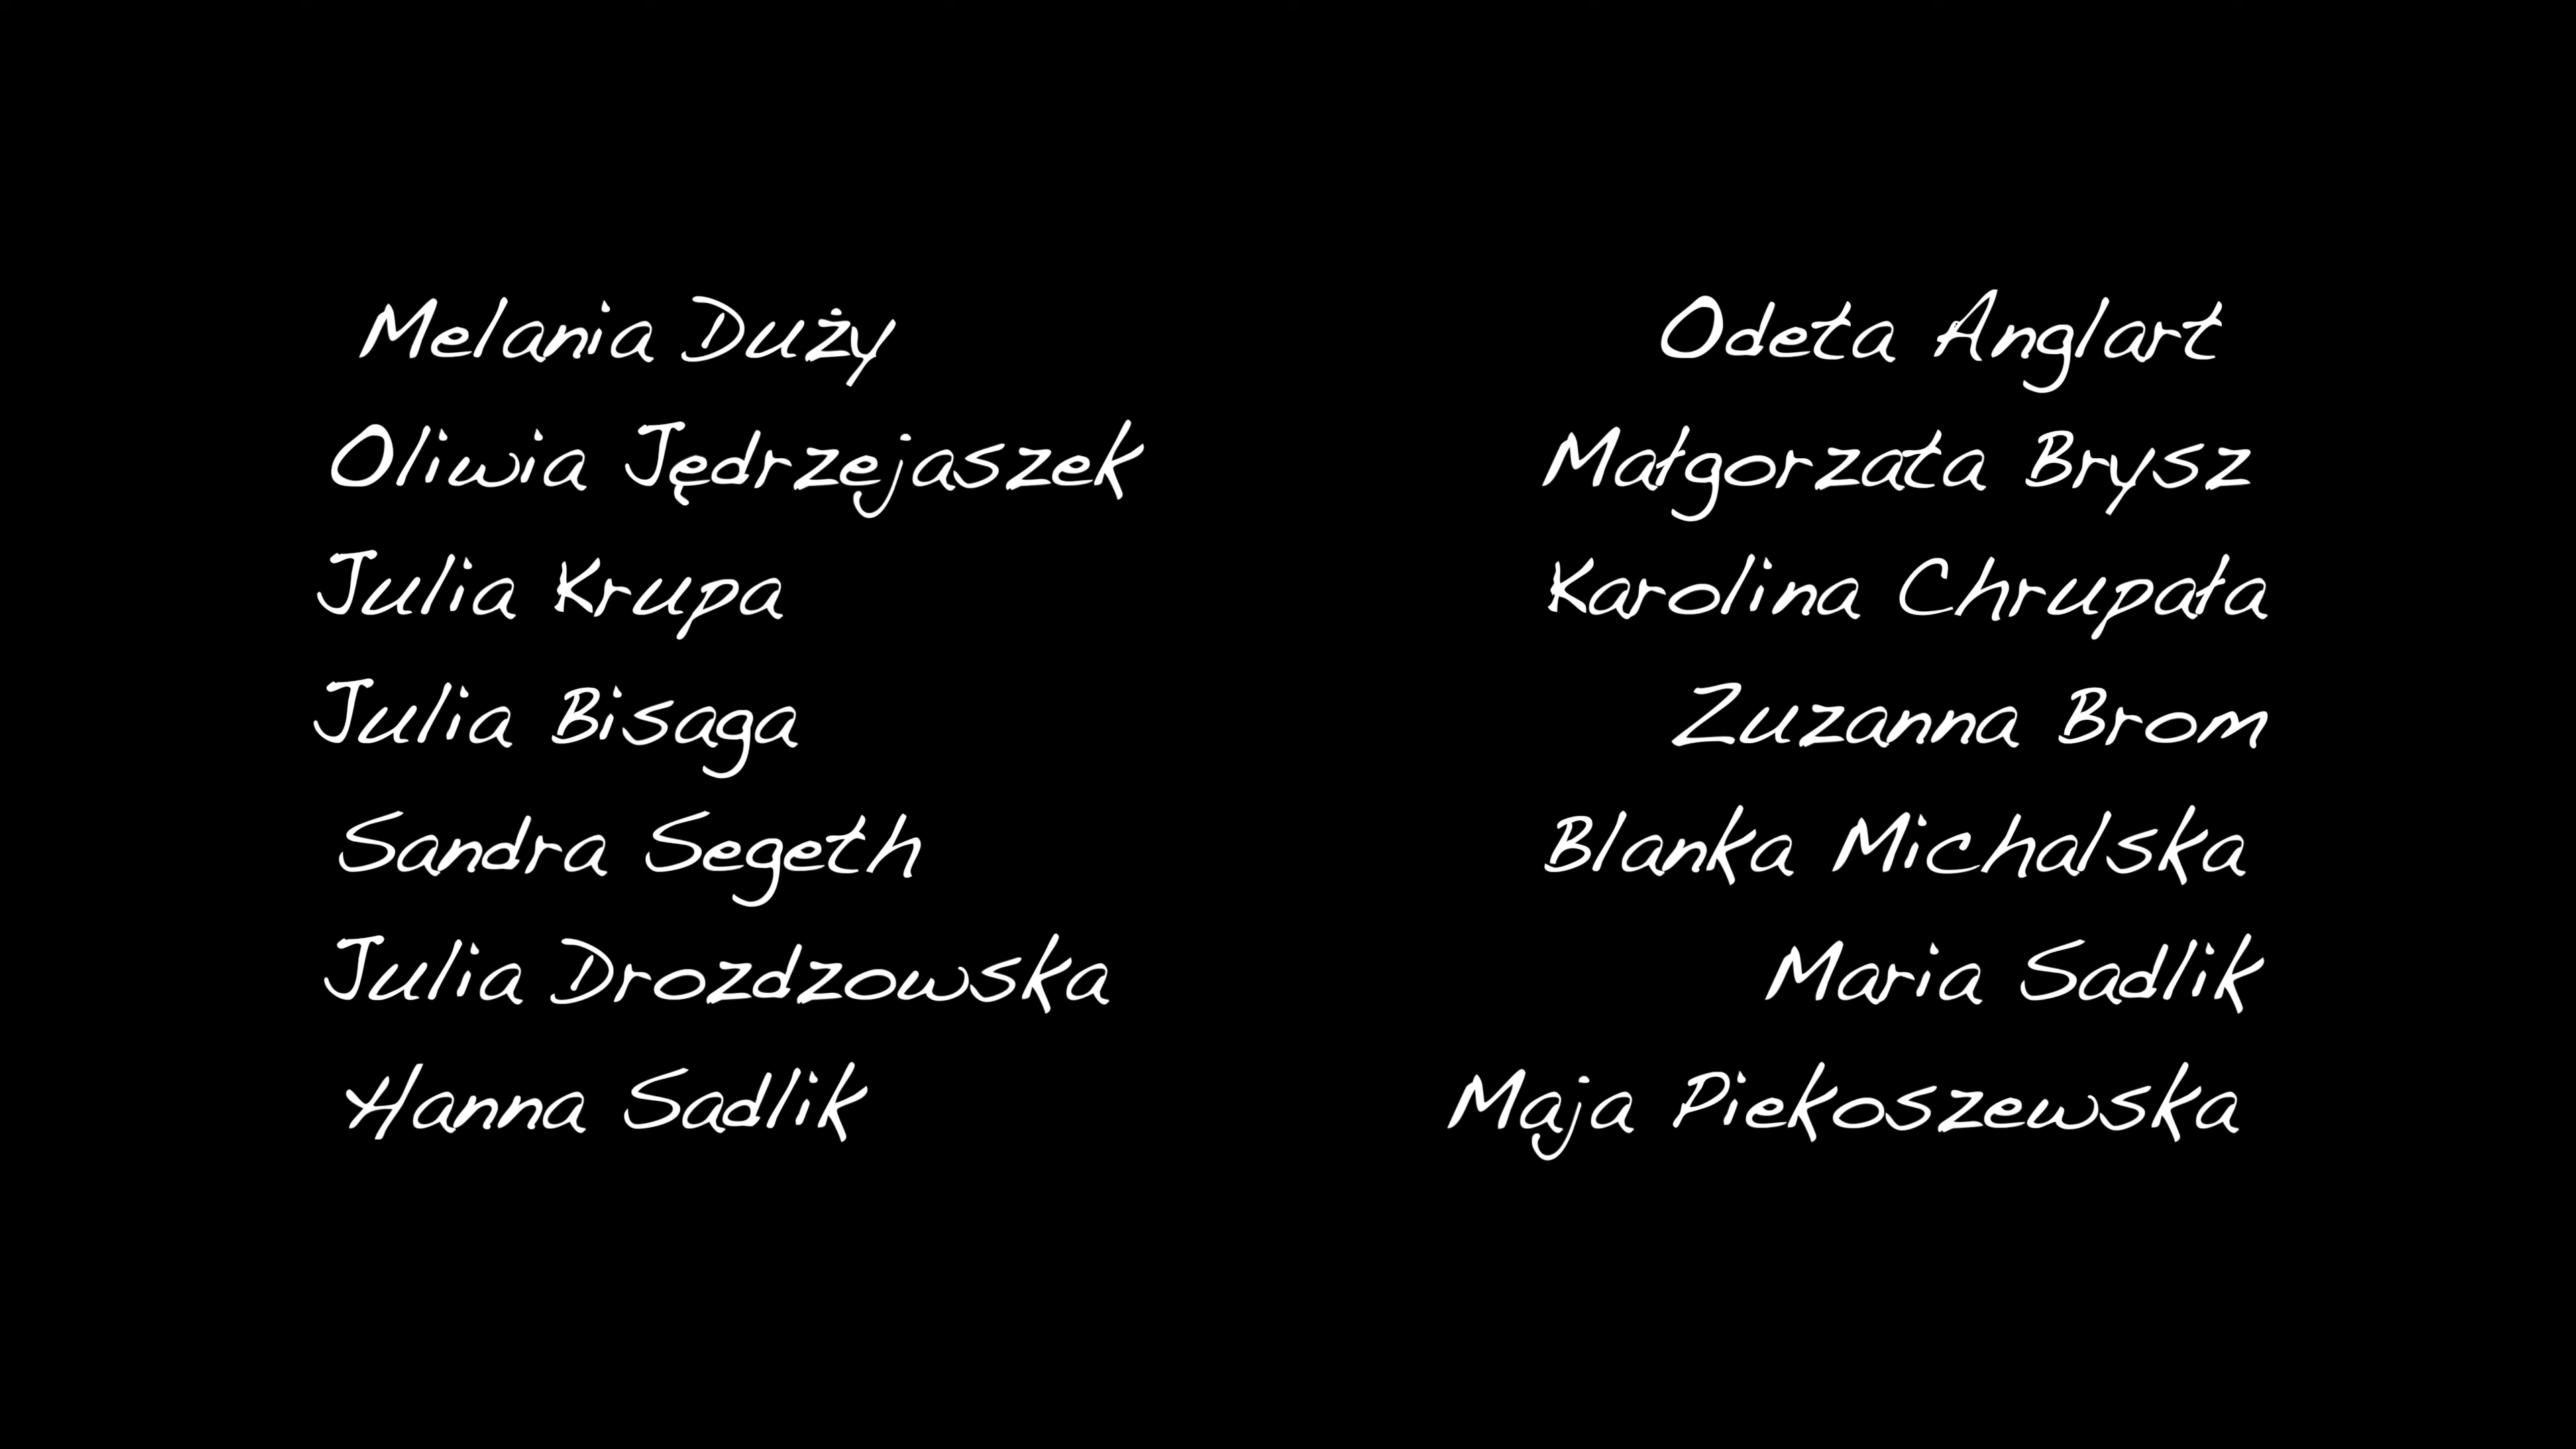 Melania Duży
Oliwia Jędrzejaszek
Julia Krupa
Julia Bisaga
Sandra Segeth
Julia Drozdzowska
Hanna Sadlik
Odeta Anglart
Małgorzata Brysz
Karolina Chrupała
Zuzanna Brom
Blanka Michalska
Maria Sadlik
Maja Piekoszewska